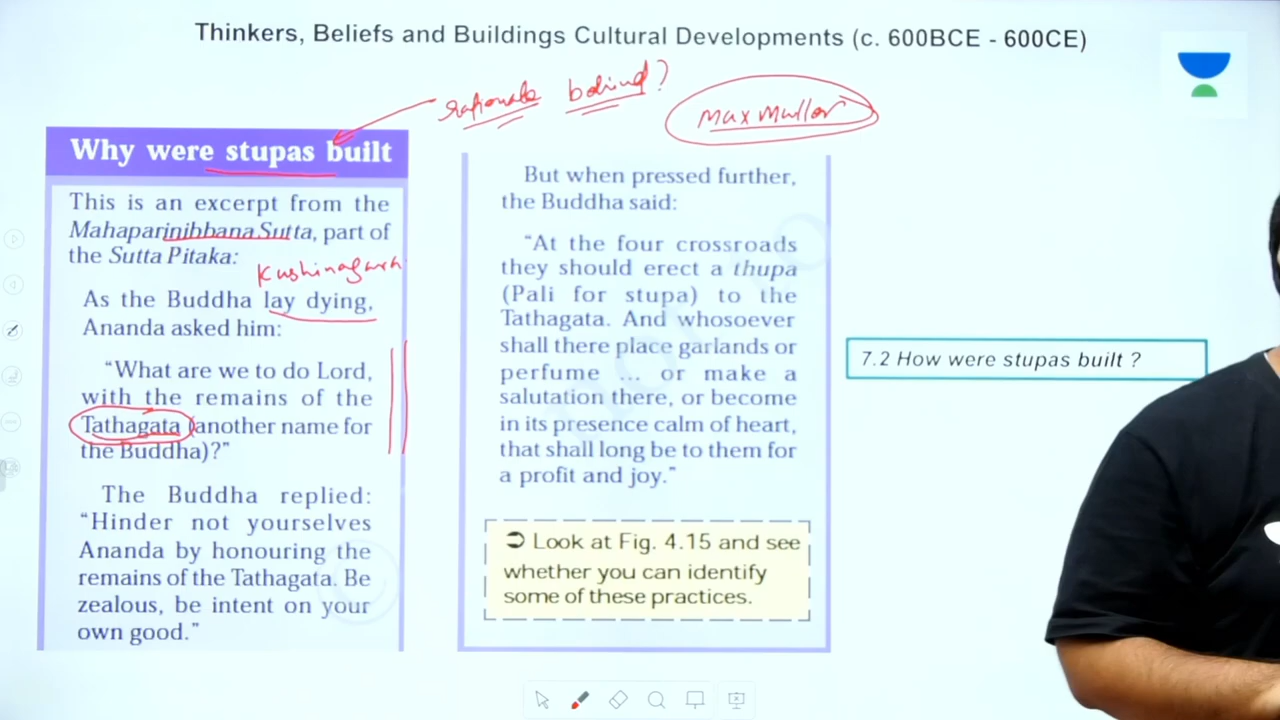 Thinkers, Beliefs and Buildings Cultural Developments (c. 600BCE - 600CE)
rationale behind?
Max Muller
Why were stupas built
This is an excerpt from the
Mahaparinibbana Sutta, part of
the Sutta Pitaka:
Kushinagarh
As the Buddha lay dying,
Ananda asked him:
“What are we to do Lord,
with the remains of the
Tathagata (another name for
the Buddha)?”
The Buddha replied:
“Hinder not yourselves
Ananda by honouring the
remains of the Tathagata. Be
zealous, be intent on your
own good.”
But when pressed further,
the Buddha said:
“At the four crossroads
they should erect a thupa
(Pali for stupa) to the
Tathagata. And whosoever
shall there place garlands or
perfume ... or make a
salutation there, or become
in its presence calm of heart,
that shall long be to them for
a profit and joy.”
➲ Look at Fig. 4.15 and see
whether you can identify
some of these practices.
7.2 How were stupas built ?